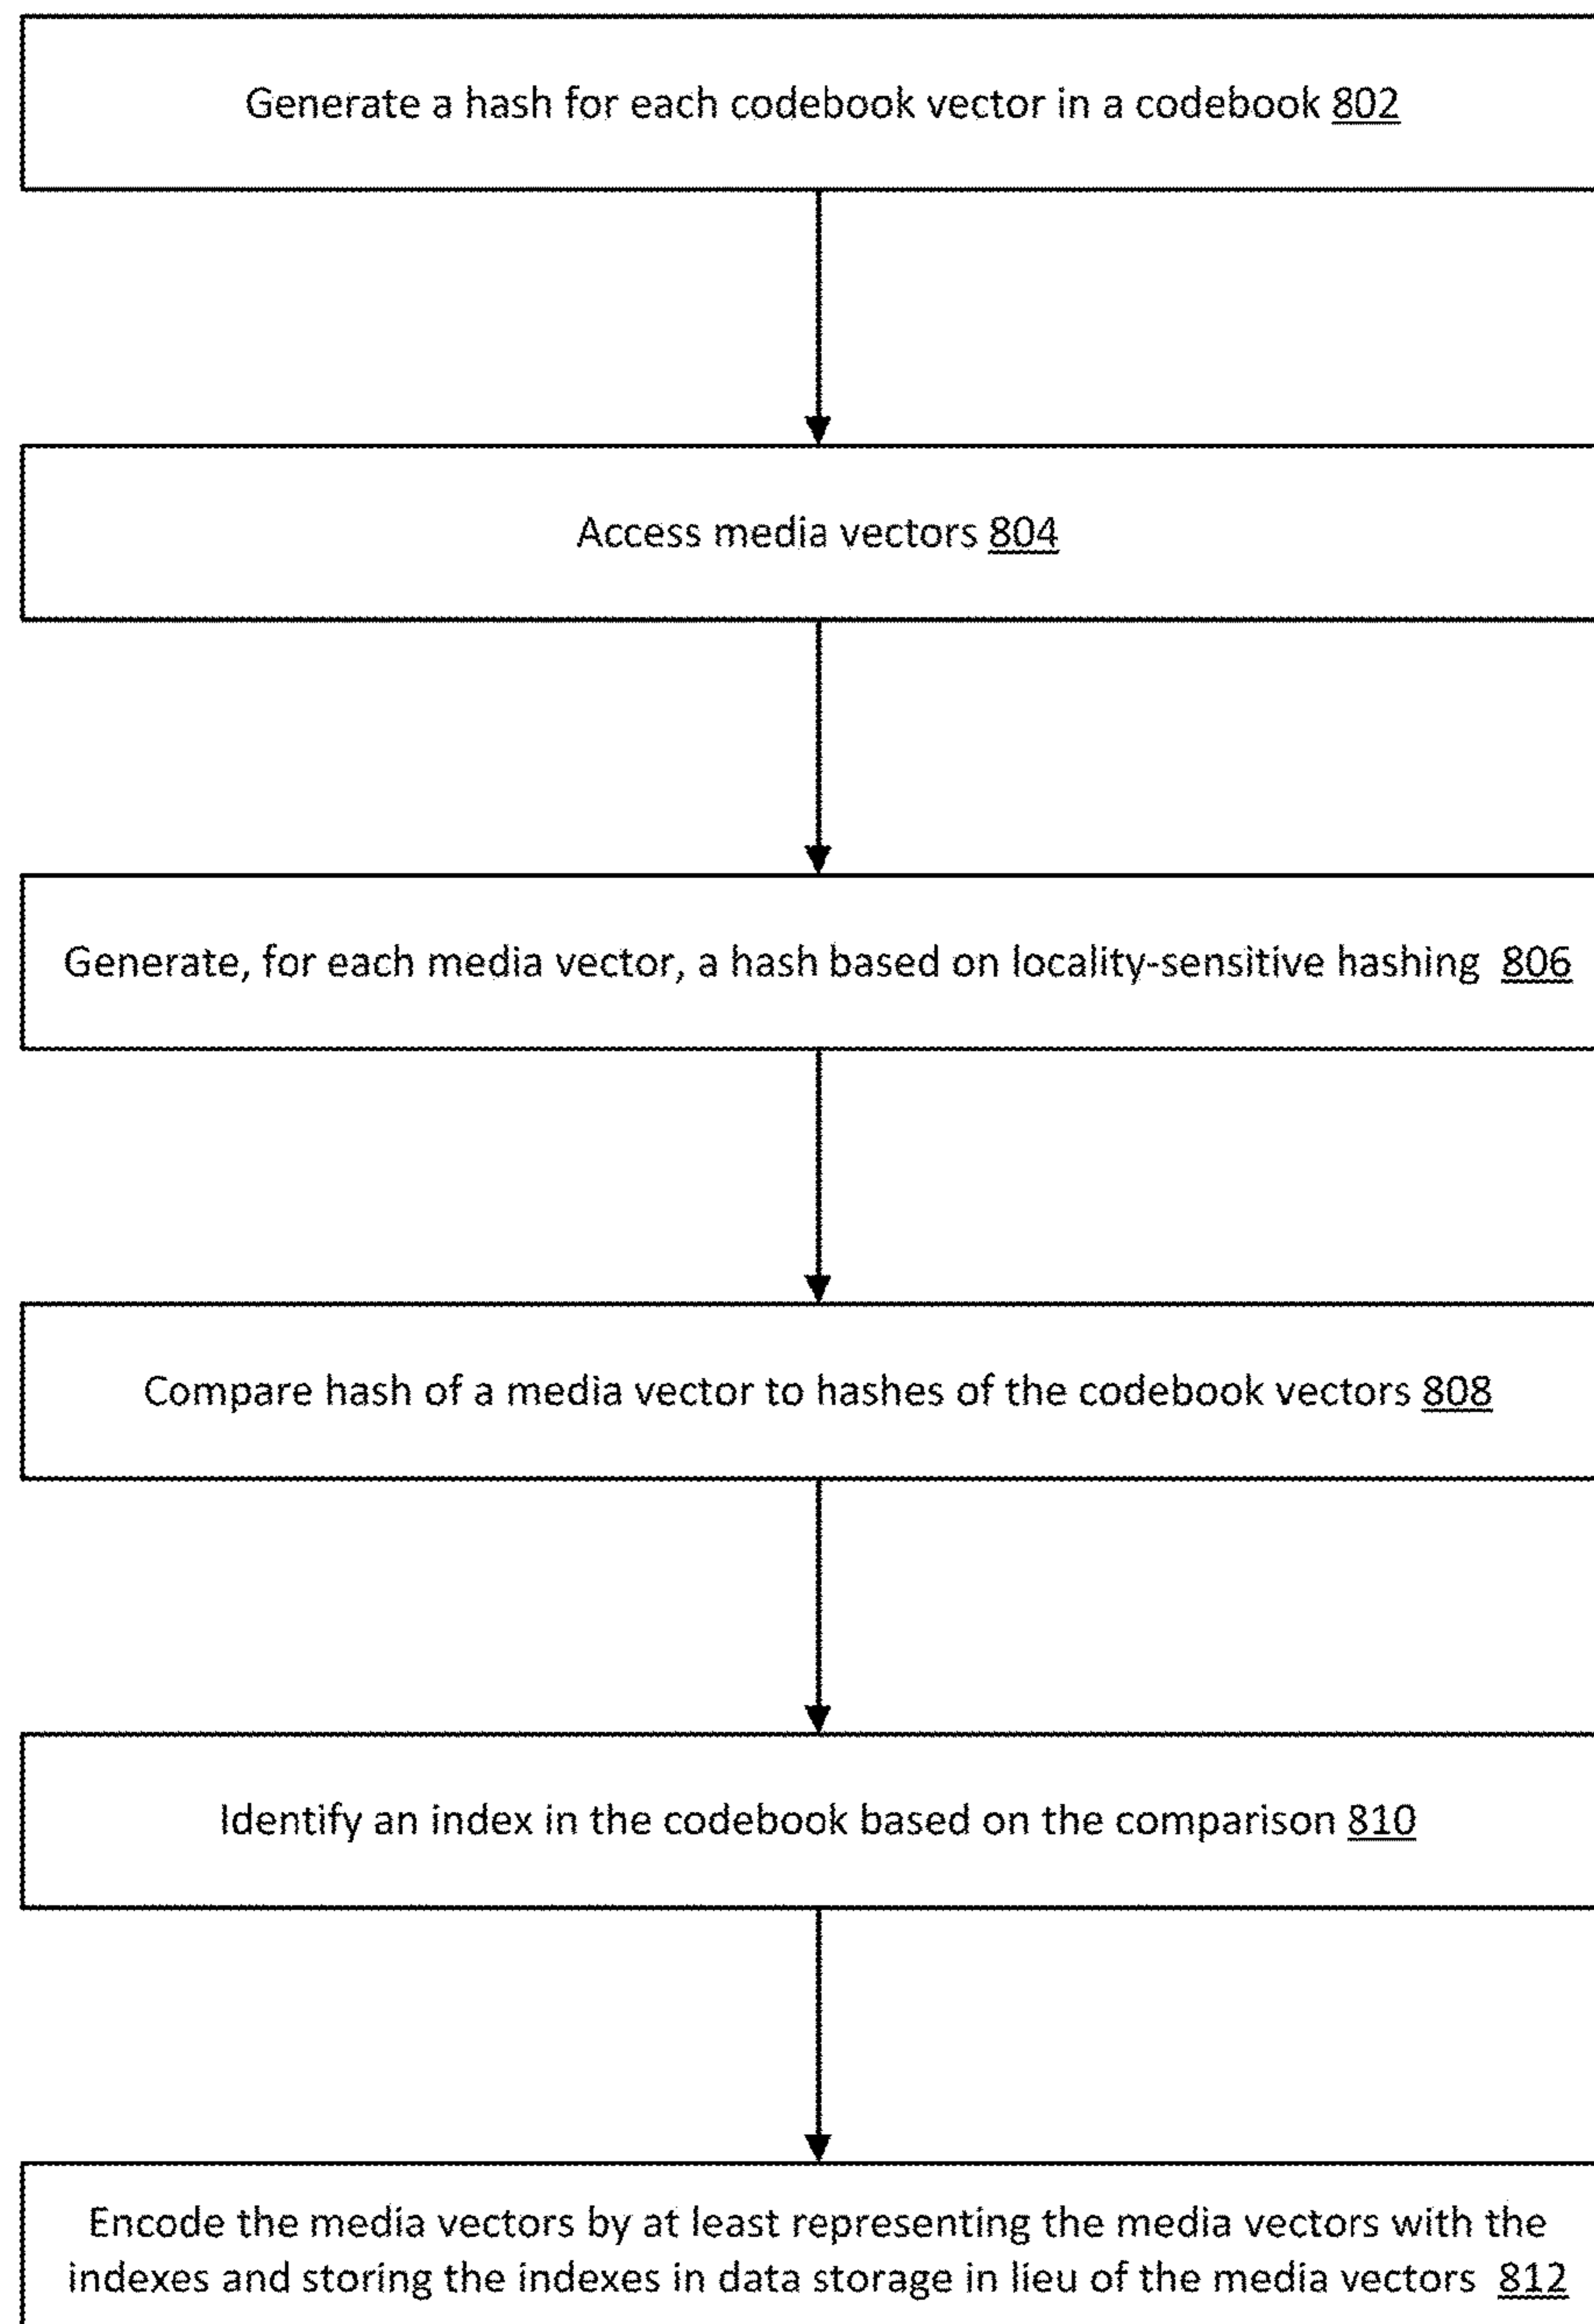 Generate a hash for each codebook vector in a codebook 802
Access media vectors 804
Generate, for each media vector, a hash based on locality-sensitive hashing 806
Compare hash of a media vector to hashes of the codebook vectors 808
Identify an index in the codebook based on the comparison 810
Encode the media vectors by at least representing the media vectors with the
indexes and storing the indexes in data storage in lieu of the media vectors 812